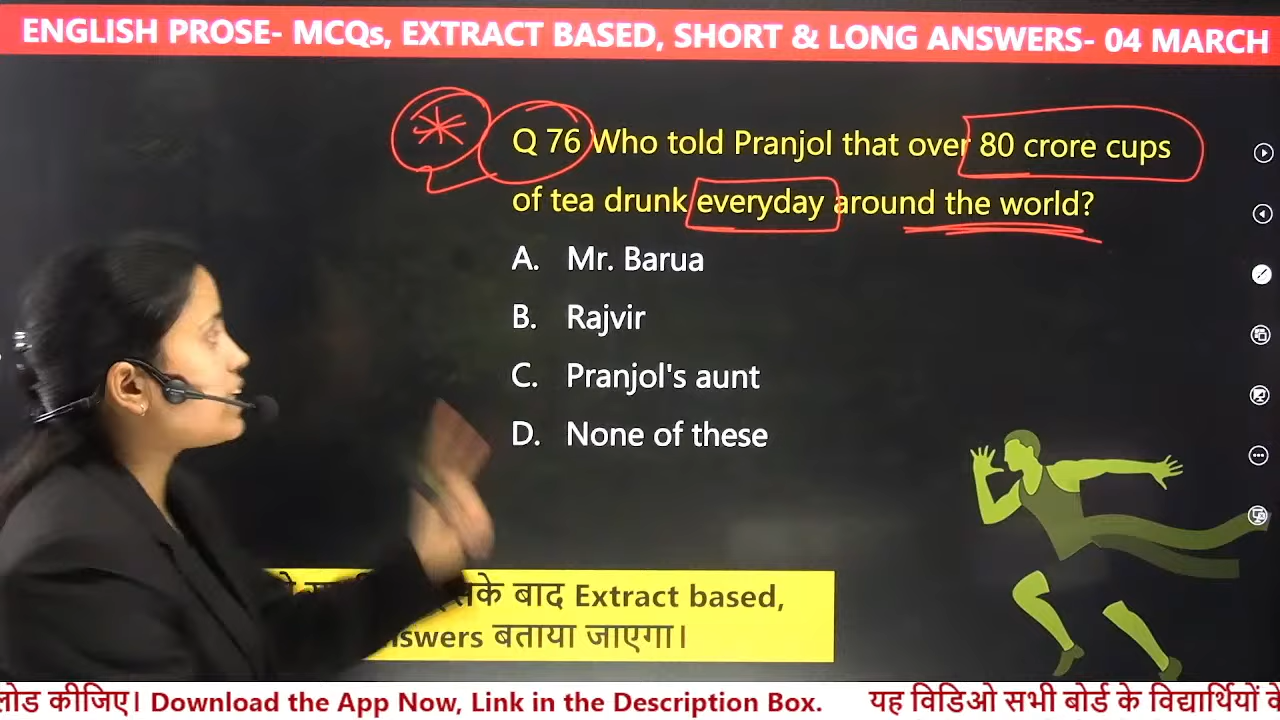 ENGLISH PROSE- MCQs, EXTRACT BASED, SHORT & LONG ANSWERS- 04 MARCH
Q 76 Who told Pranjol that over 80 crore cups
of tea drunk everyday around the world?
A. Mr. Barua
B. Rajvir
C. Pranjol's aunt
D. None of these
बाद Extract based,
बताया जाएगा।
कीजिए। Download the App Now, Link in the Description Box. यह विडिओ सभी बोर्ड के विद्यार्थियों